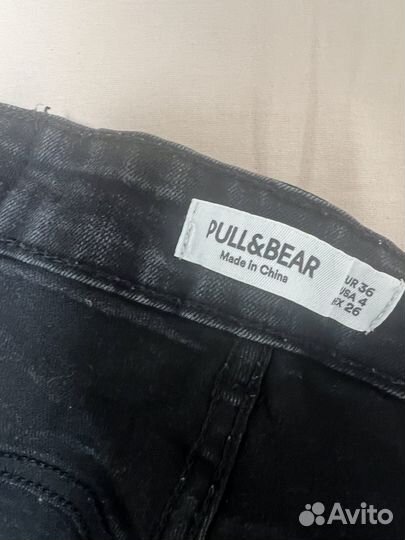 PULL&BEAR
Made in China
UR 36
USA 4
X 26
Avito